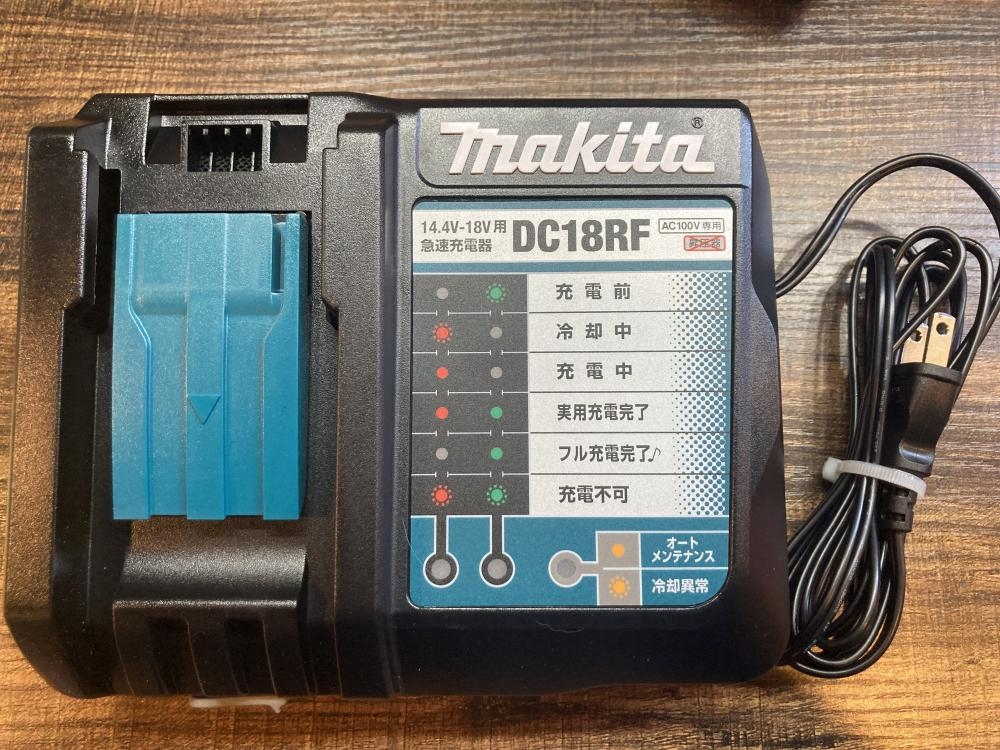 makita®
14.4V-18V用
急速充電器
DC18RF
AC100V専用
昇圧器
充電前
冷却中
充電中
実用充電完了
フル充電完了♪
充電不可
オート
メンテナンス
冷却異常